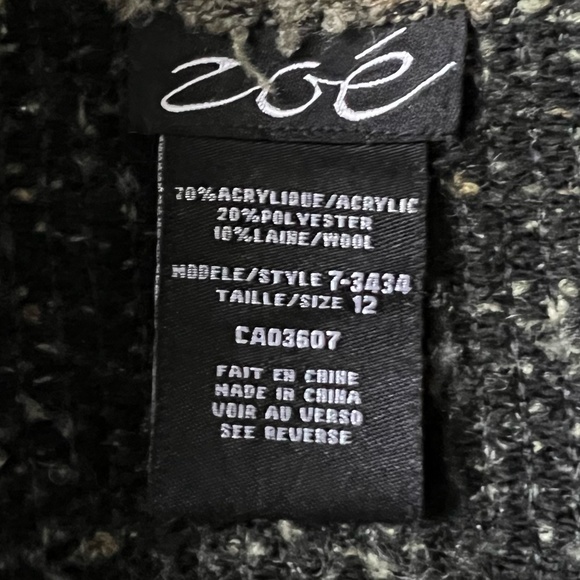 zoé
70%ACRYLIQUE/ACRYLIC
20%POLYESTER
10%LAINE/WOOL
MODELE/STYLE 7-3434
TAILLE/SIZE 12
CA03607
FAIT EN CHINE
MADE IN CHINA
VOIR AU VERSO
SEE REVERSE